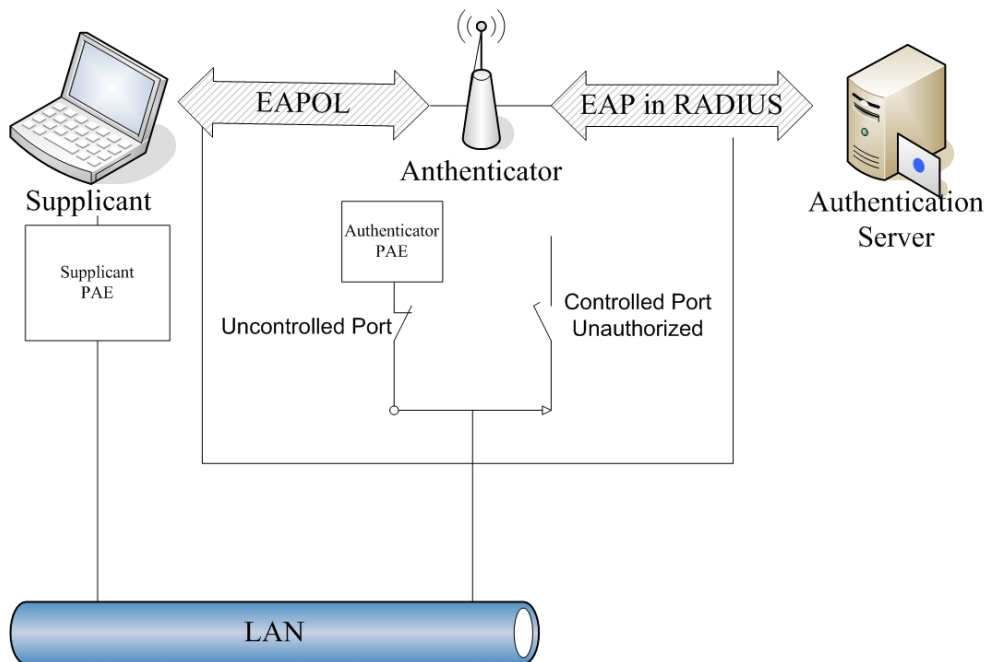 EAPOL
EAP in RADIUS
Anthenticator
Supplicant
Authentication
Server
Authenticator
PAE
Supplicant
PAE
Uncontrolled Port
Controlled Port
Unauthorized
LAN